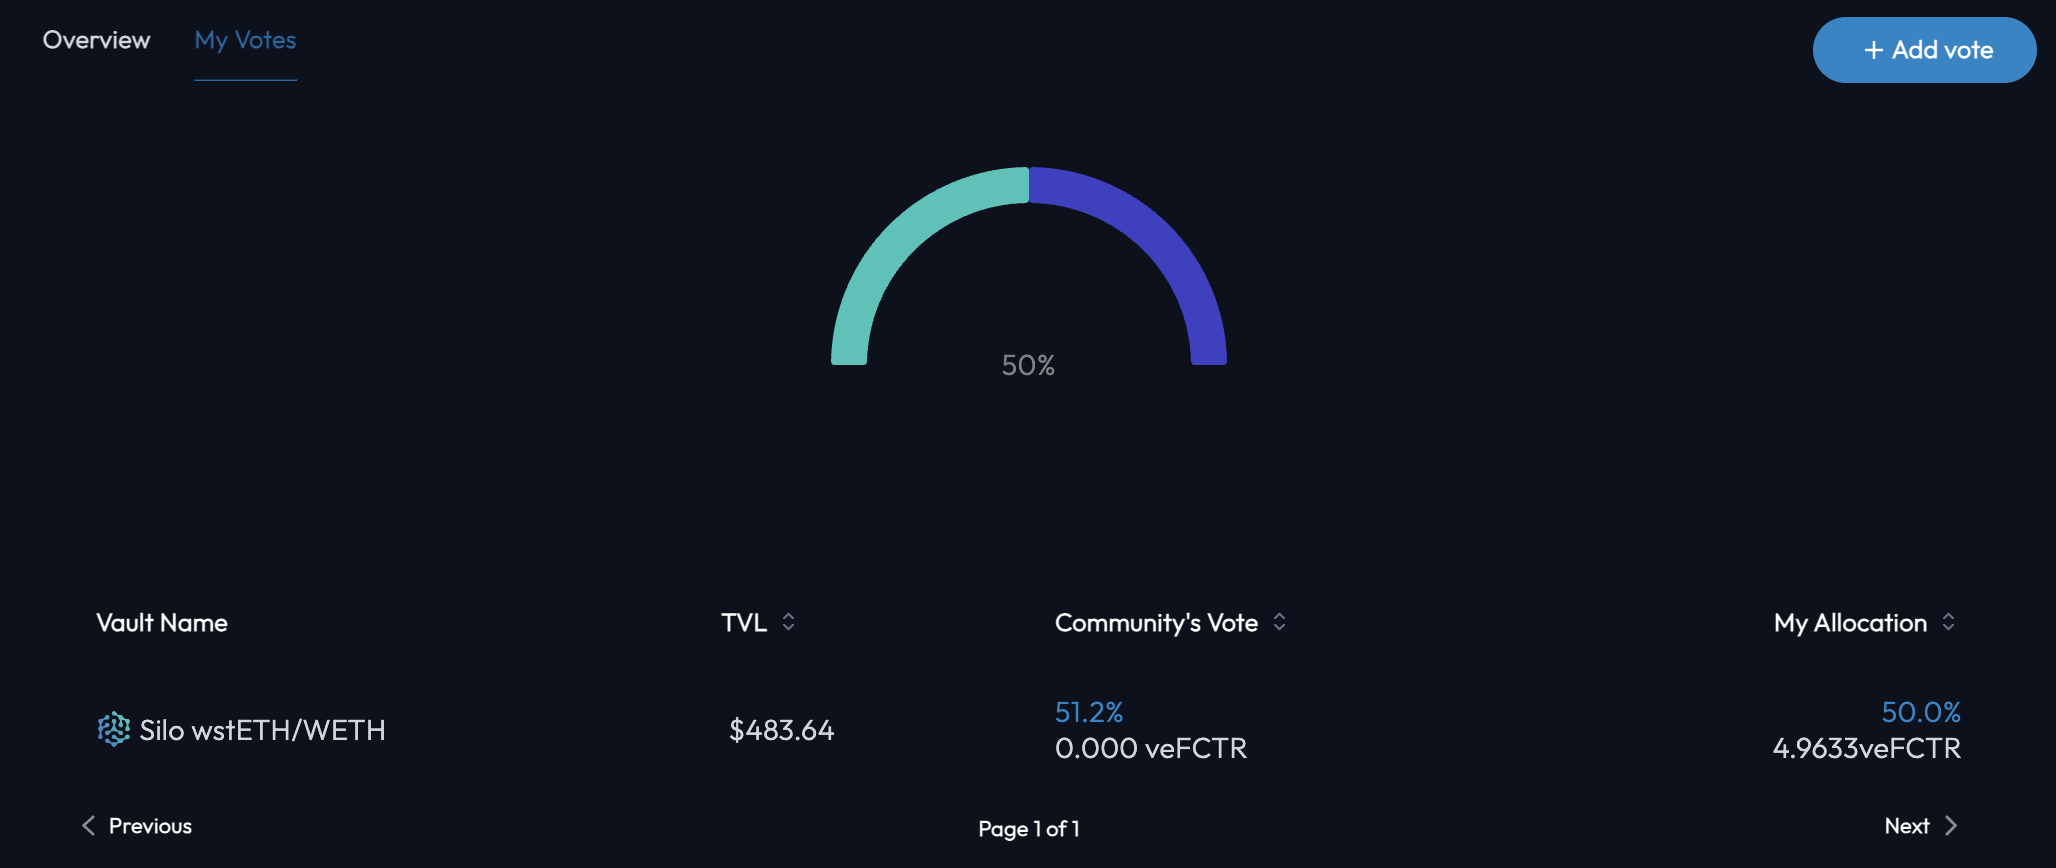 Overview
My Votes
+ Add vote
50%
Vault Name
TVL
Community's Vote
My Allocation
Silo wstETH/WETH
$483.64
51.2%
0.000 veFCTR
50.0%
4.9633veFCTR
Previous
Page 1 of 1
Next